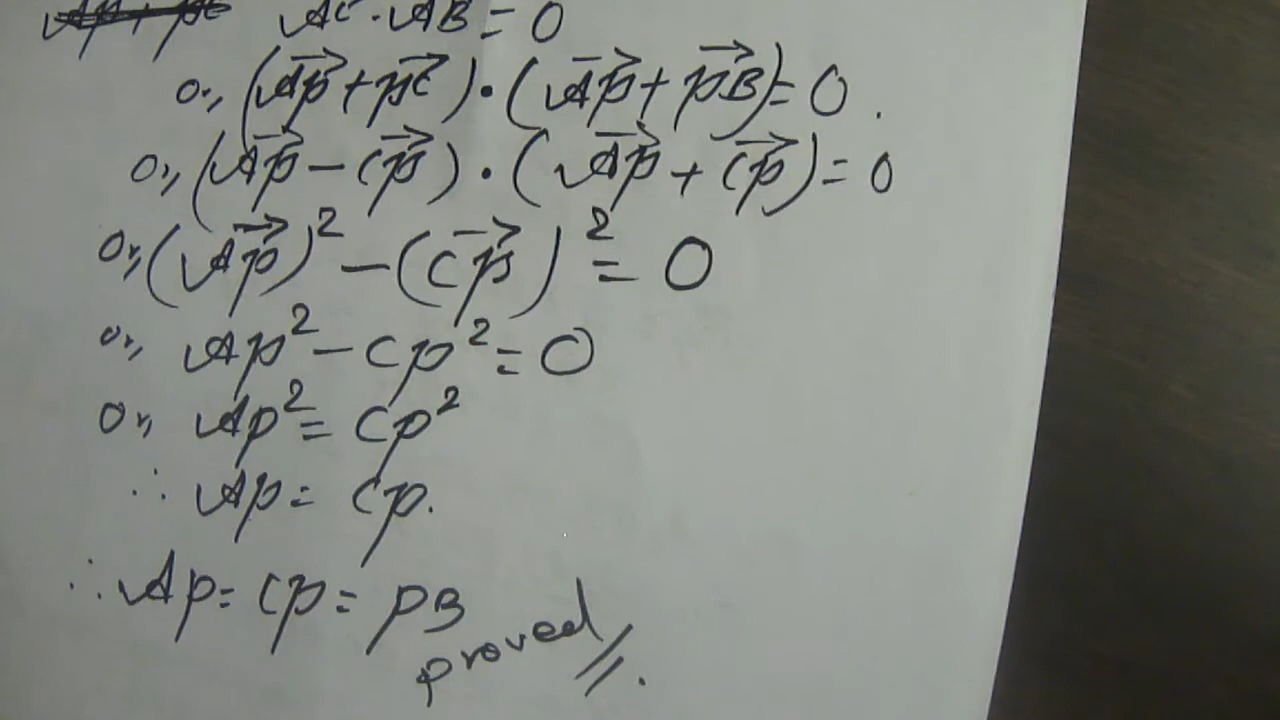 AC · AB = 0
or, (AP→ + PC→) · (AP→ + PB→) = 0.
or, (AP→ − CP→) · (AP→ + CP→) = 0
or, (AP→)² − (CP→)² = 0
or, AP² − CP² = 0
or, AP² = CP²
∴ AP = CP.
∴ AP = CP = PB
proved //.